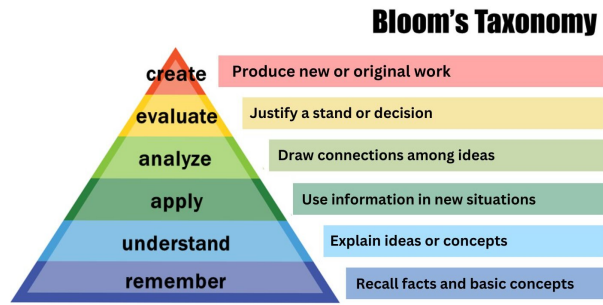 Bloom's Taxonomy
create
Produce new or original work
evaluate
Justify a stand or decision
analyze
Draw connections among ideas
apply
Use information in new situations
understand
Explain ideas or concepts
remember
Recall facts and basic concepts